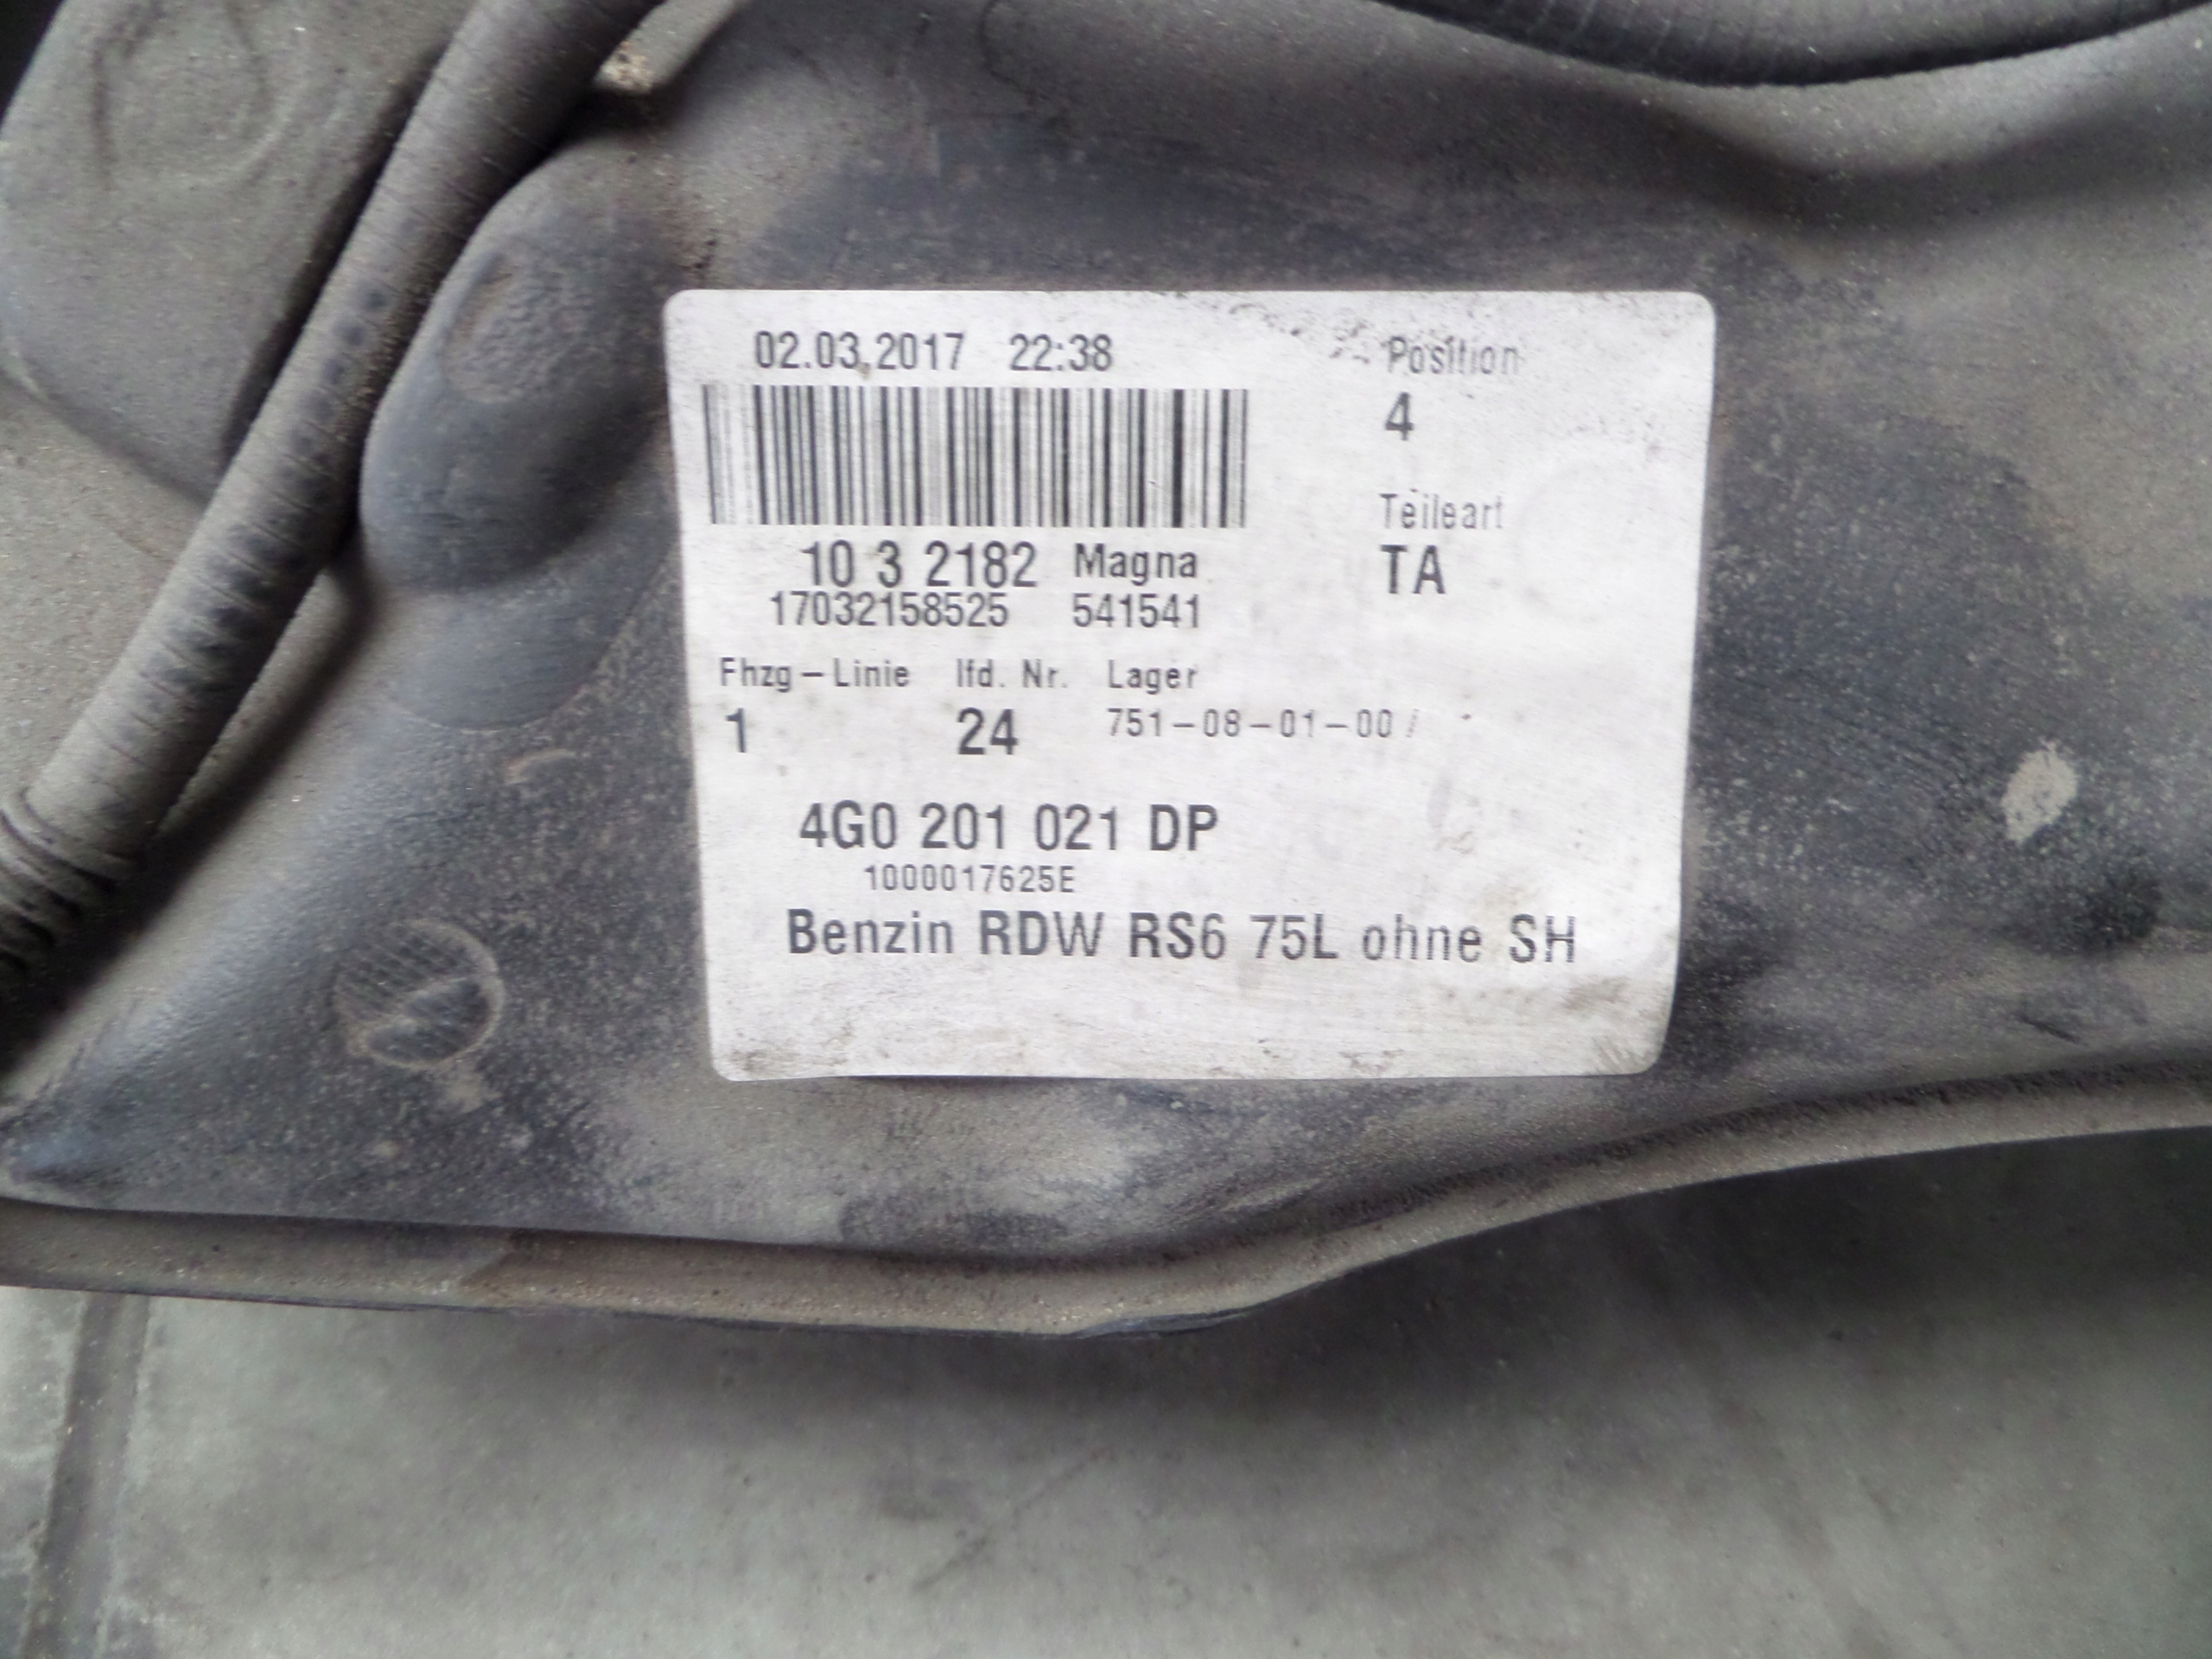 02.03.2017 22:38
Position
4
Teileart
TA
10 3 2182 Magna
17032158525 541541
Fhzg-Linie lfd. Nr. Lager
1 24 751-08-01-00/
4G0 201 021 DP
1000017625E
Benzin RDW RS6 75L ohne SH